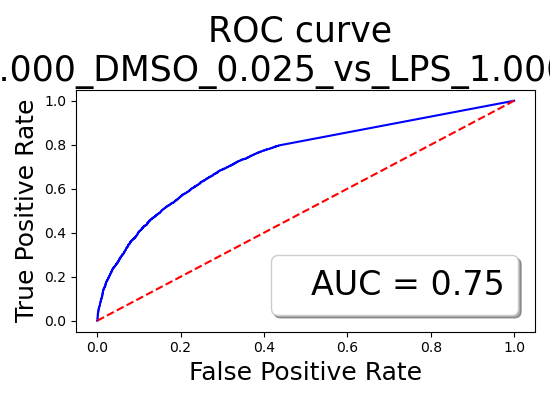 ROC curve
.000_DMSO_0.025_vs_LPS_1.000
True Positive Rate
1.0
0.8
0.6
0.4
0.2
0.0
AUC = 0.75
0.0 0.2 0.4 0.6 0.8 1.0
False Positive Rate